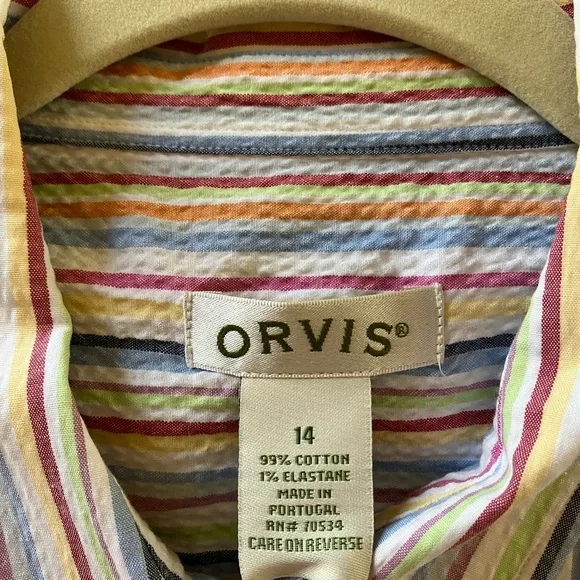 ORVIS®
14
99% COTTON
1% ELASTANE
MADE IN
PORTUGAL
RN# 70534
CARE ON REVERSE